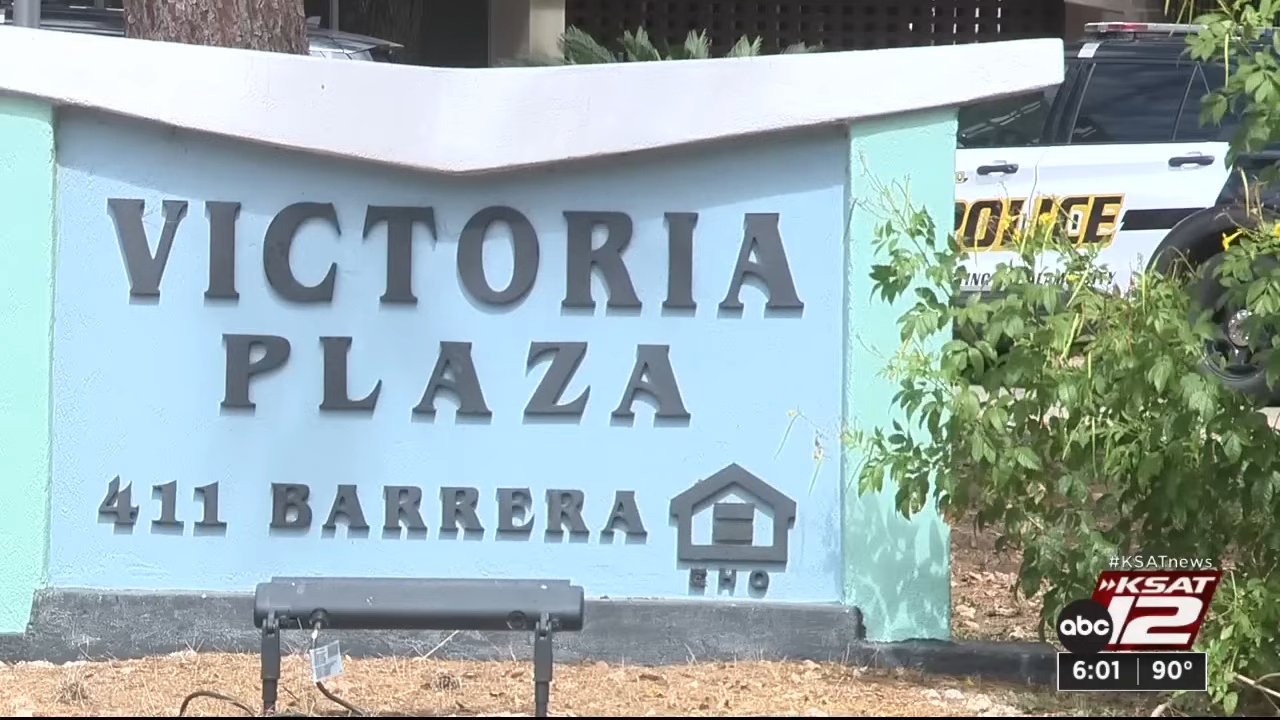 VICTORIA
PLAZA
411 BARRERA
EHO
POLICE
#KSATnews
KSAT
abc 12
6:01 90°